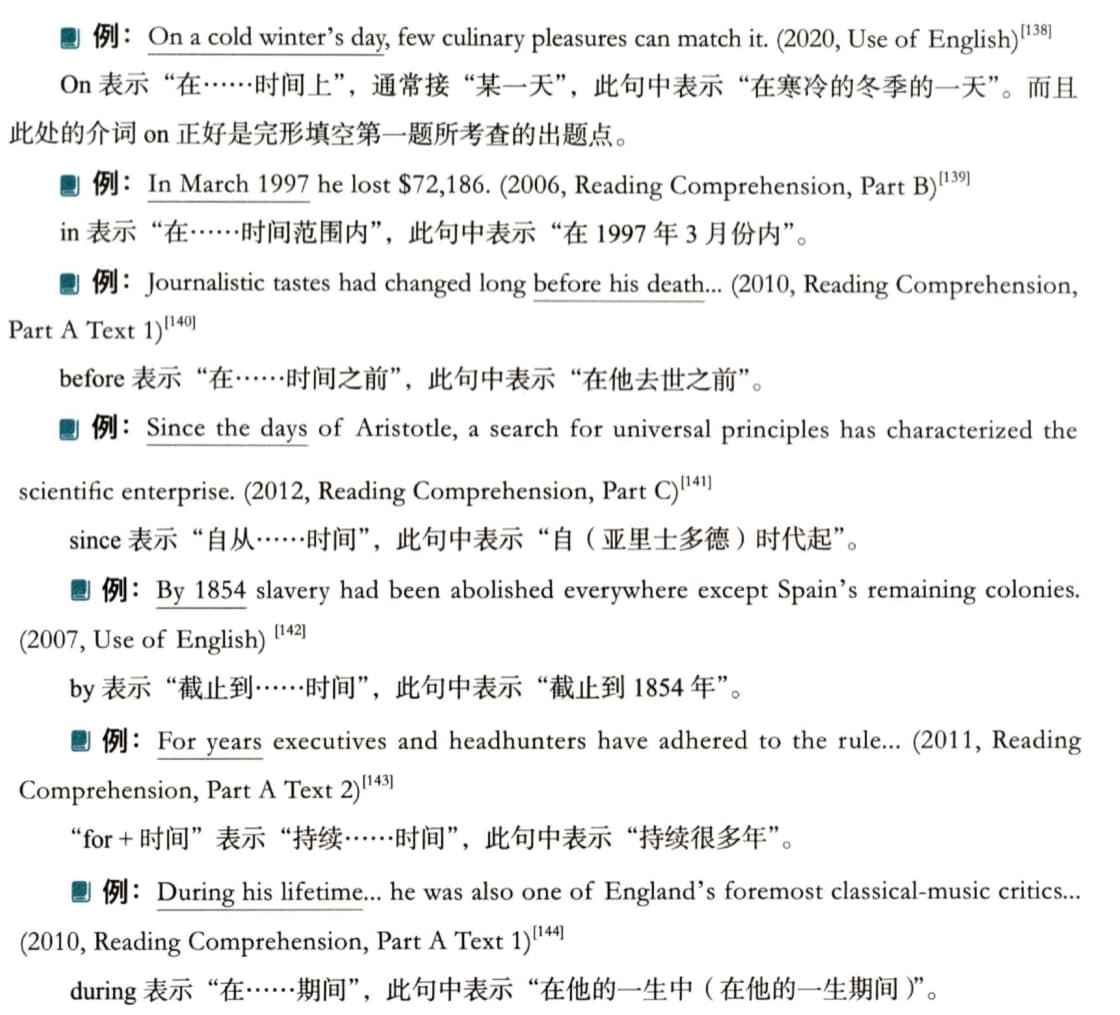 例：On a cold winter’s day, few culinary pleasures can match it. (2020, Use of English)[138]
On 表示“在……时间上”，通常接“某一天”，此句中表示“在寒冷的冬季的一天”。而且
此处的介词 on 正好是完形填空第一题所考查的出题点。
例：In March 1997 he lost $72,186. (2006, Reading Comprehension, Part B)[139]
in 表示“在……时间范围内”，此句中表示“在 1997 年 3 月份内”。
例：Journalistic tastes had changed long before his death... (2010, Reading Comprehension,
Part A Text 1)[140]
before 表示“在……时间之前”，此句中表示“在他去世之前”。
例：Since the days of Aristotle, a search for universal principles has characterized the
scientific enterprise. (2012, Reading Comprehension, Part C)[141]
since 表示“自从……时间”，此句中表示“自（亚里士多德）时代起”。
例：By 1854 slavery had been abolished everywhere except Spain’s remaining colonies.
(2007, Use of English) [142]
by 表示“截止到……时间”，此句中表示“截止到 1854 年”。
例：For years executives and headhunters have adhered to the rule... (2011, Reading
Comprehension, Part A Text 2)[143]
“for + 时间”表示“持续……时间”，此句中表示“持续很多年”。
例：During his lifetime... he was also one of England’s foremost classical-music critics...
(2010, Reading Comprehension, Part A Text 1)[144]
during 表示“在……期间”，此句中表示“在他的一生中（在他的一生期间）”。